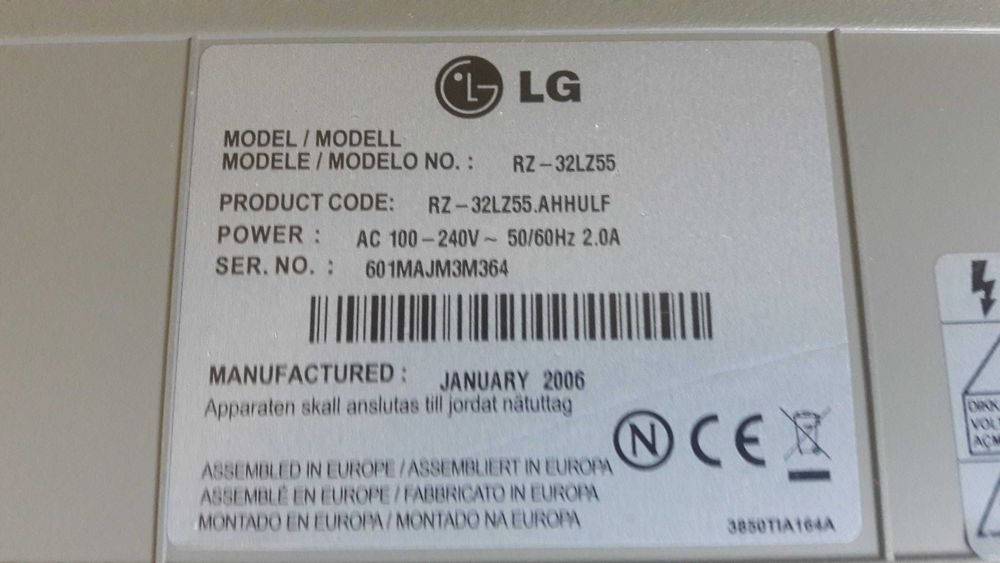 LG
MODEL / MODELL
MODELE / MODELO NO. : RZ-32LZ55
PRODUCT CODE: RZ-32LZ55.AHHULF
POWER : AC 100-240V~ 50/60Hz 2.0A
SER. NO. : 601MAJM3M364
MANUFACTURED : JANUARY 2006
Apparaten skall anslutas till jordat nätuttag
N CE
ASSEMBLED IN EUROPE / ASSEMBLIERT IN EUROPA
ASSEMBLÉ EN EUROPE / FABBRICATO IN EUROPA
MONTADO EN EUROPA / MONTADO NA EUROPA
3850TIA164A